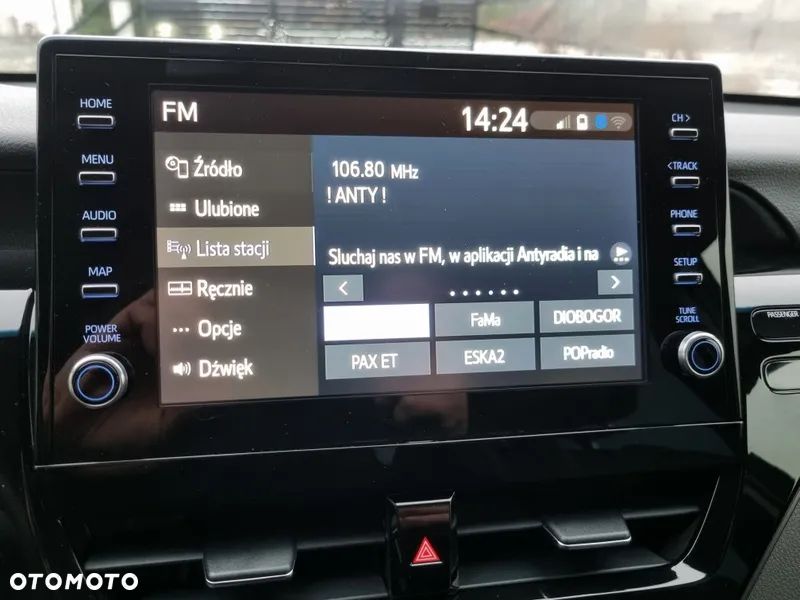 HOME
MENU
AUDIO
MAP
POWER
VOLUME
FM
14:24
Źródło
Ulubione
Lista stacji
Ręcznie
Opcje
Dźwięk
106.80 MHz
! ANTY !
Słuchaj nas w FM, w aplikacji Antyradia i na
<
>
FaMa
DIOBOGOR
PAX ET
ESKA2
POPradio
CH >
< TRACK
PHONE
SETUP
TUNE
SCROLL
PASSENGER
OTOMOTO